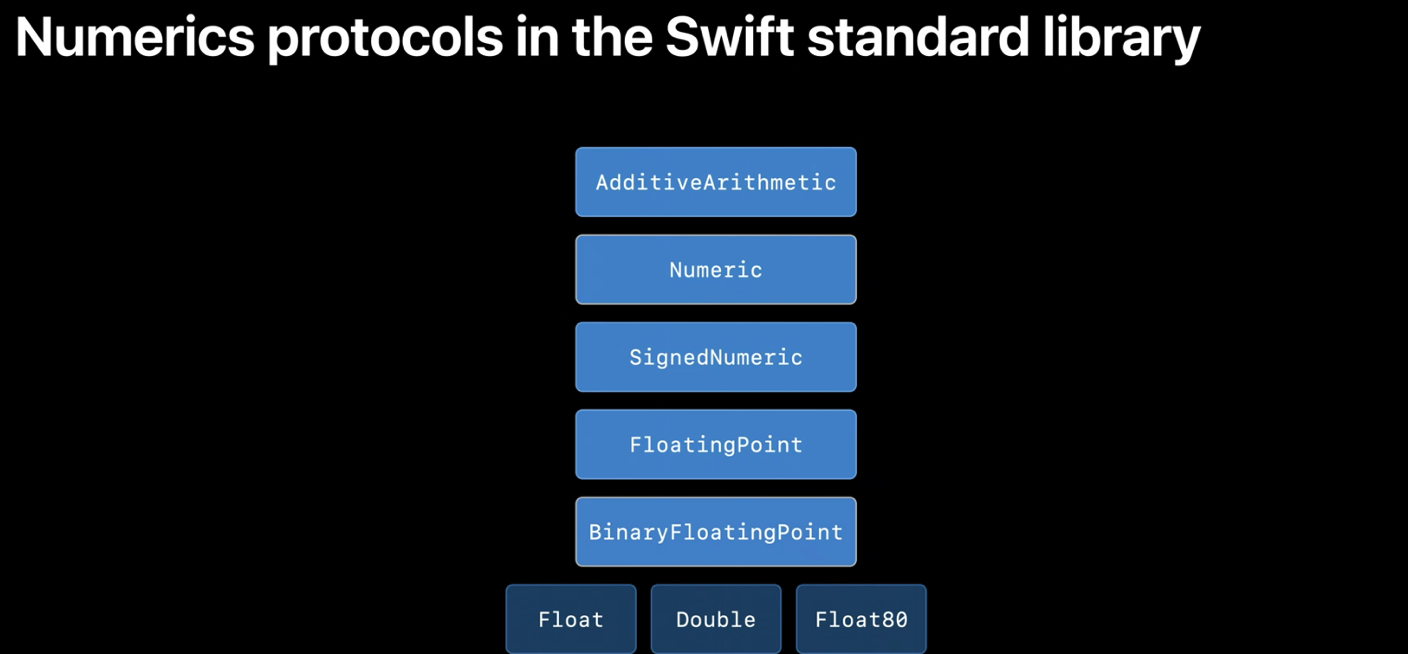 Numerics protocols in the Swift standard library
AdditiveArithmetic
Numeric
SignedNumeric
FloatingPoint
BinaryFloatingPoint
Float Double Float80